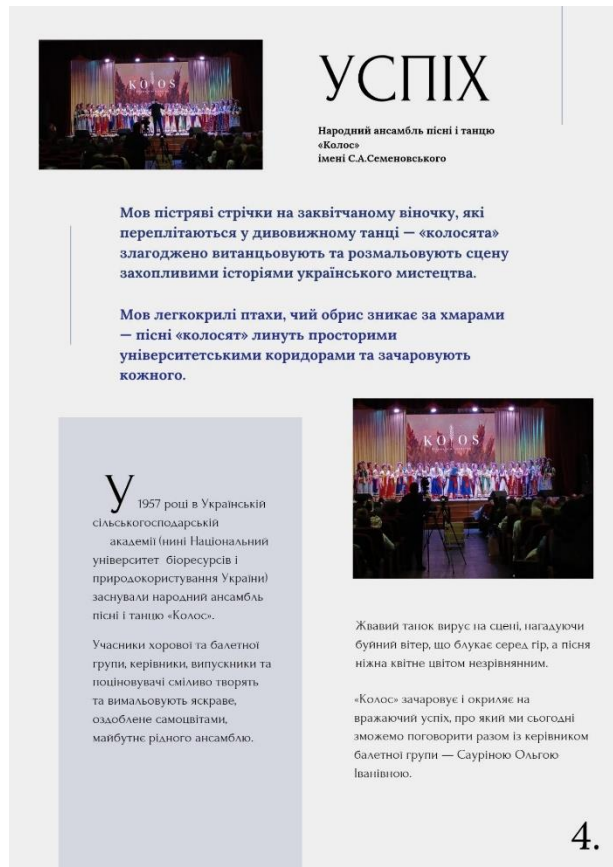 KOLOS
УСПІХ
Народний ансамбль пісні і танцю
«Колос»
імені С.А.Семеновського
Мов пістряві стрічки на заквітчаному віночку, які
переплітаються у дивовижному танці — «колосята»
злагоджено витанцьовують та розмальовують сцену
захопливими історіями українського мистецтва.
Мов легкокрилі птахи, чий обрис зникає за хмарами
— пісні «колосят» линуть просторими
університетськими коридорами та зачаровують
кожного.
У 1957 році в Українській
сільськогосподарській
академії (нині Національний
університет біоресурсів і
природокористування України)
заснували народний ансамбль
пісні і танцю «Колос».
Учасники хорової та балетної
групи, керівники, випускники та
поціновувачі сміливо творять
та вимальовують яскраве,
оздоблене самоцвітами,
майбутнє рідного ансамблю.
KOLOS
Жвавий танок вирує на сцені, нагадуючи
буйний вітер, що блукає серед гір, а пісня
ніжна квітне цвітом незрівнянним.
«Колос» зачаровує і окриляє на
вражаючий успіх, про який ми сьогодні
зможемо поговорити разом із керівником
балетної групи — Сауріною Ольгою
Іванівною.
4.